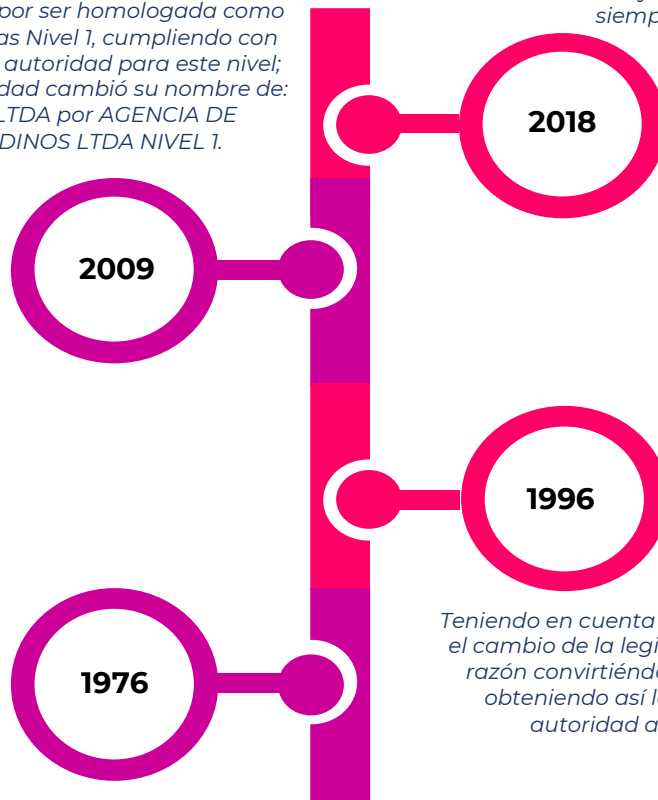 por ser homologada como
siemp
as Nivel 1, cumpliendo con
autoridad para este nivel;
dad cambió su nombre de:
LTDA por AGENCIA DE
DINOS LTDA NIVEL 1.
2018
2009
1996
Teniendo en cuenta
el cambio de la legi
razón convirtiénd
obteniendo así l
autoridad a
1976